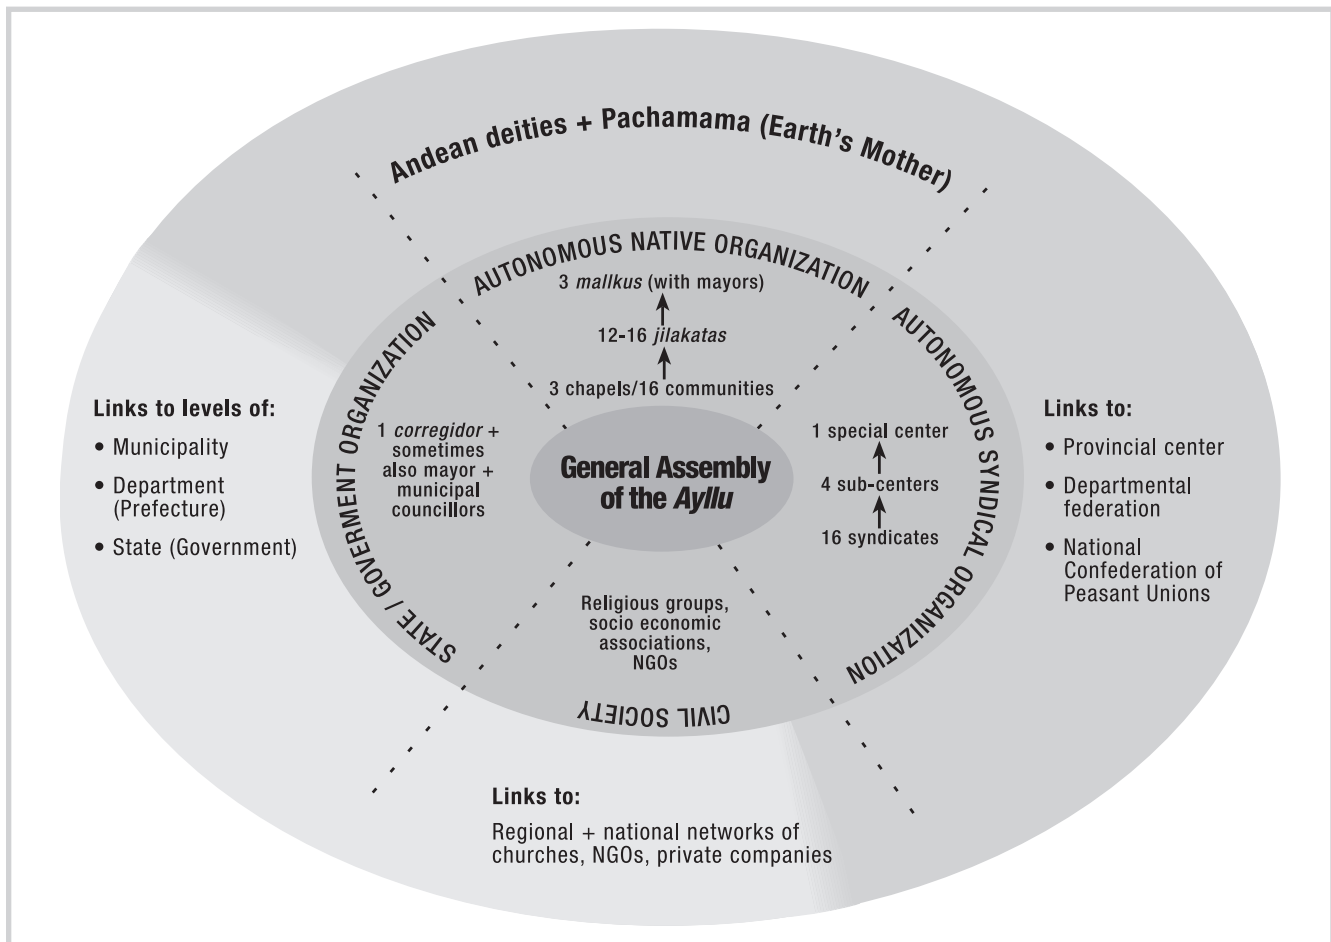 Andean deities + Pachamama (Earth's Mother)
AUTONOMOUS NATIVE ORGANIZATION
3 mallkus (with mayors)
12-16 jilakatas
3 chapels/16 communities
STATE / GOVERMENT ORGANIZATION
1 corregidor +
sometimes
also mayor +
municipal
councillors
General Assembly
of the Ayllu
AUTONOMOUS SYNDICAL ORGANIZATION
1 special center
4 sub-centers
16 syndicates
Religious groups,
socio economic
associations,
NGOs
CIVIL SOCIETY
Links to levels of:
• Municipality
• Department
(Prefecture)
• State (Government)
Links to:
• Provincial center
• Departmental
federation
• National
Confederation of
Peasant Unions
Links to:
Regional + national networks of
churches, NGOs, private companies